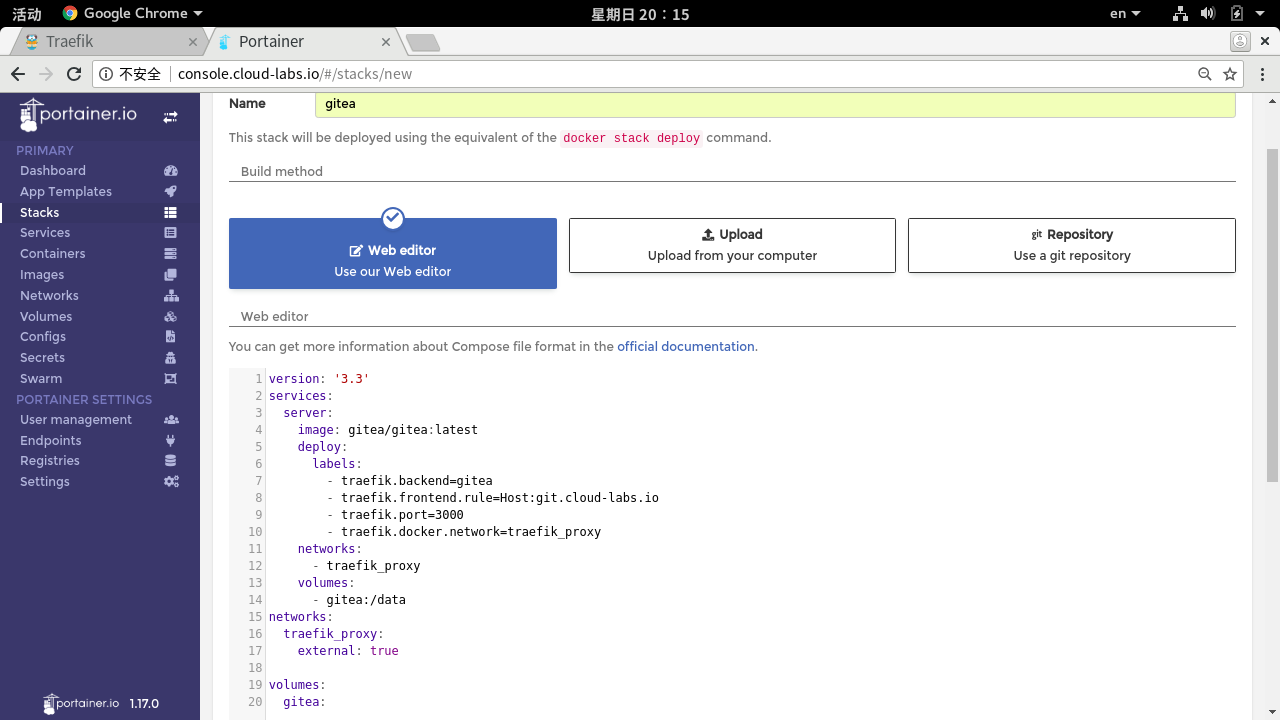 活动 Google Chrome 星期日 20：15 en
Traefik Portainer
不安全 console.cloud-labs.io/#/stacks/new
portainer.io
PRIMARY
Dashboard
App Templates
Stacks
Services
Containers
Images
Networks
Volumes
Configs
Secrets
Swarm
PORTAINER SETTINGS
User management
Endpoints
Registries
Settings
portainer.io 1.17.0
Name gitea
This stack will be deployed using the equivalent of the docker stack deploy command.
Build method
Web editor
Use our Web editor
Upload
Upload from your computer
git Repository
Use a git repository
Web editor
You can get more information about Compose file format in the official documentation.
1 version: '3.3'
2 services:
3   server:
4     image: gitea/gitea:latest
5     deploy:
6       labels:
7         - traefik.backend=gitea
8         - traefik.frontend.rule=Host:git.cloud-labs.io
9         - traefik.port=3000
10         - traefik.docker.network=traefik_proxy
11     networks:
12       - traefik_proxy
13     volumes:
14       - gitea:/data
15 networks:
16   traefik_proxy:
17     external: true
18
19 volumes:
20   gitea: